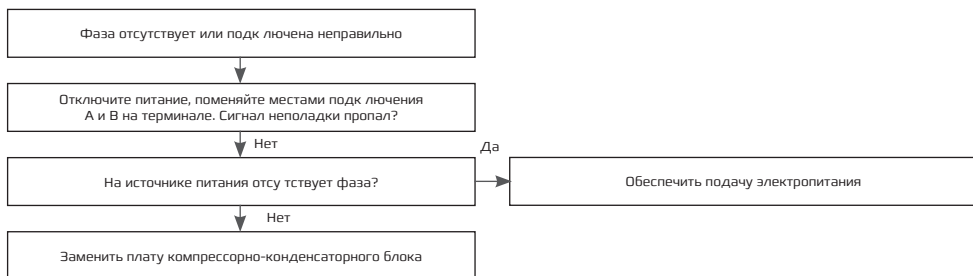 Фаза отсутствует или подк лючена неправильно
Отключите питание, поменяйте местами подк лючения
А и В на терминале. Сигнал неполадки пропал?
Нет
Да
На источнике питания отсу тствует фаза?
Обеспечить подачу электропитания
Нет
Заменить плату компрессорно-конденсаторного блока